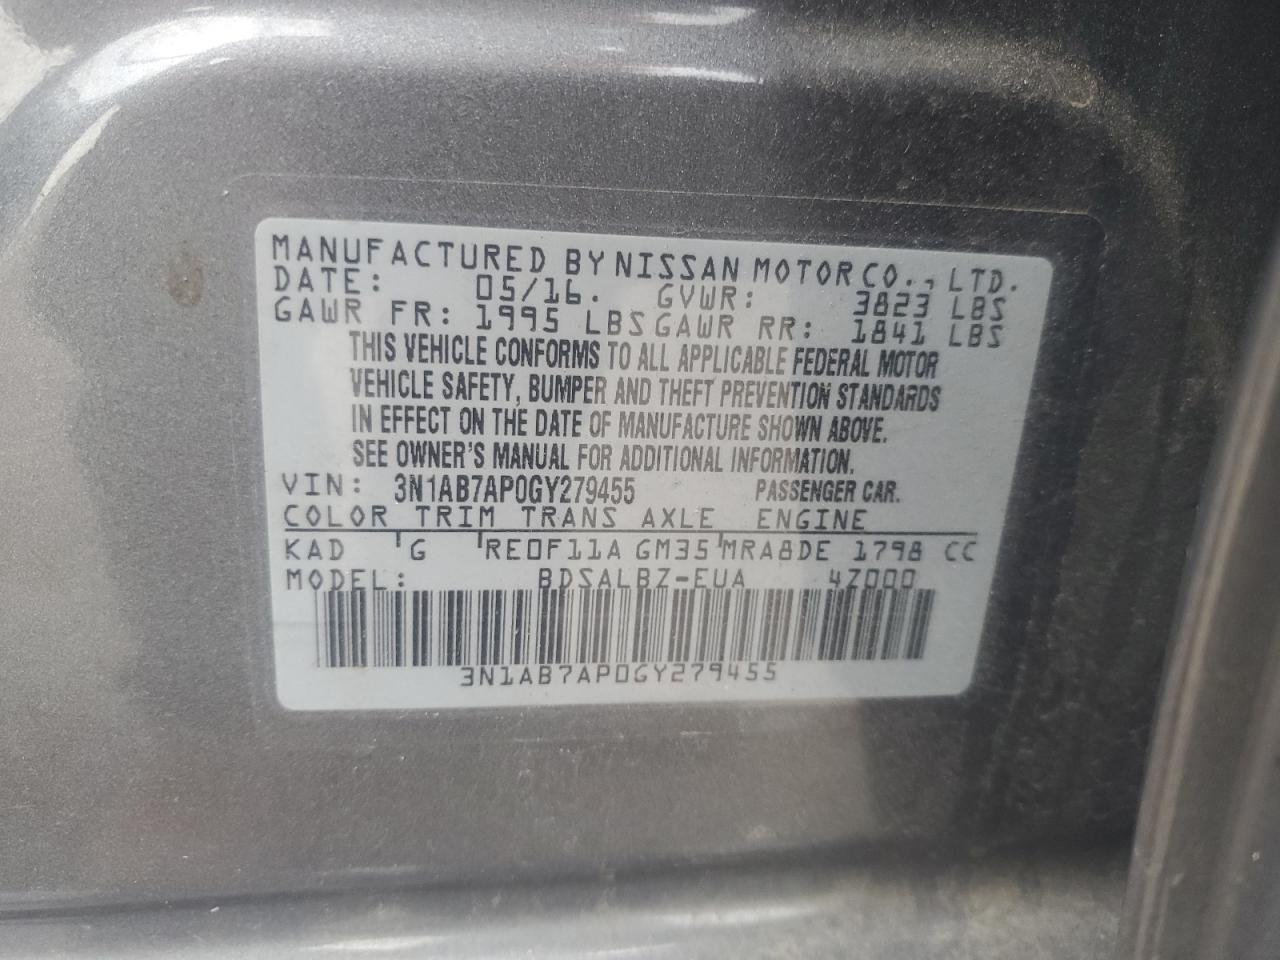 MANUFACTURED BY NISSAN MOTOR CO., LTD.
DATE: 05/16. GVWR: 3823 LBS
GAWR FR: 1995 LBS GAWR RR: 1841 LBS
THIS VEHICLE CONFORMS TO ALL APPLICABLE FEDERAL MOTOR
VEHICLE SAFETY, BUMPER AND THEFT PREVENTION STANDARDS
IN EFFECT ON THE DATE OF MANUFACTURE SHOWN ABOVE.
SEE OWNER'S MANUAL FOR ADDITIONAL INFORMATION.
VIN: 3N1AB7AP0GY279455 PASSENGER CAR.
COLOR TRIM TRANS AXLE ENGINE
KAD G RE0F11A GM35 MRA8DE 1798 CC
MODEL: BDSALBZ-EUA 4Z000
3N1AB7AP0GY279455